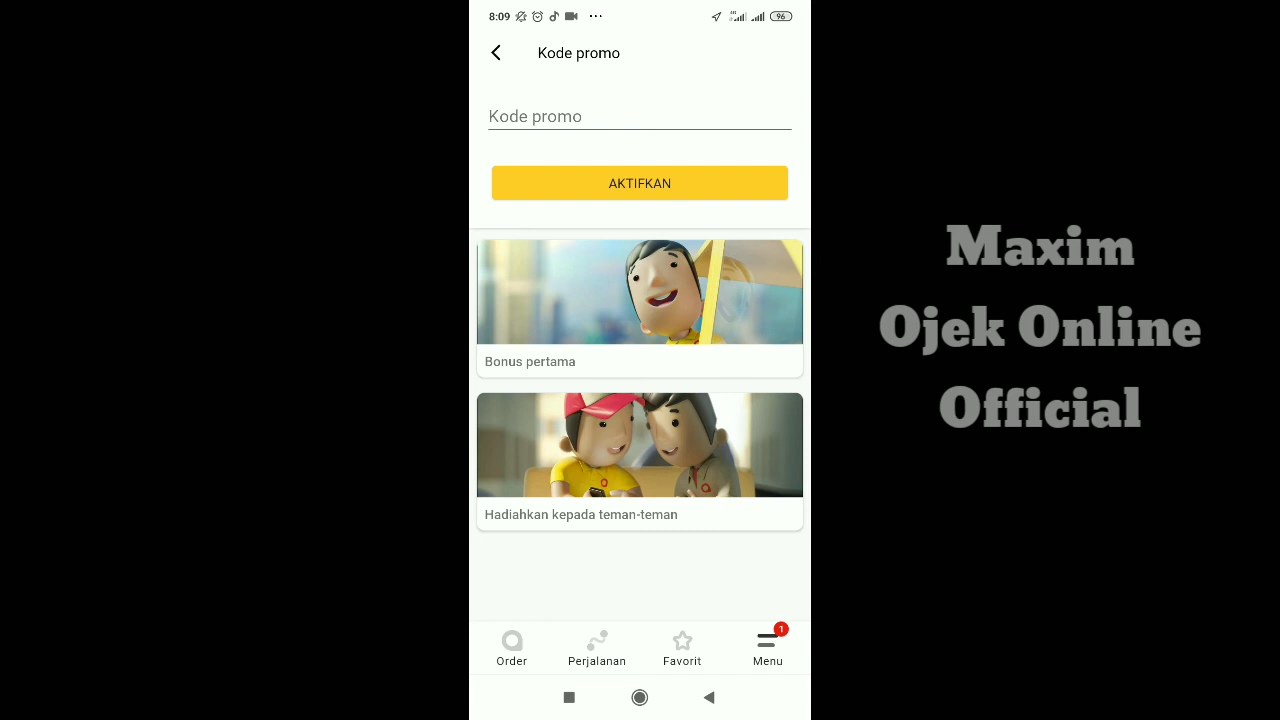 8:09
96
Kode promo
Kode promo
AKTIFKAN
Bonus pertama
Hadiahkan kepada teman-teman
1
Order
Perjalanan
Favorit
Menu
Maxim
Ojek Online
Official